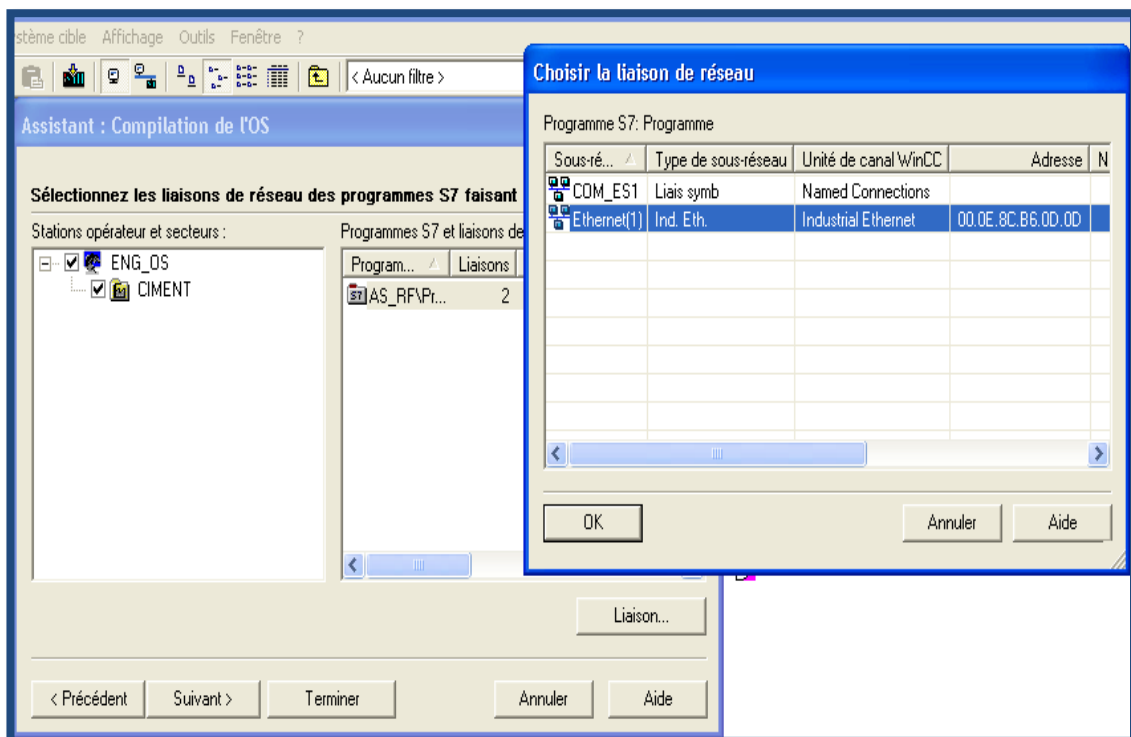 stème cible Affichage Outils Fenêtre ?
< Aucun filtre >
Assistant : Compilation de l'OS
Sélectionnez les liaisons de réseau des programmes S7 faisant
Stations opérateur et secteurs :
ENG_OS
CIMENT
Programmes S7 et liaisons de
Program... Liaisons
S7 AS_RF\Pr... 2
Liaison...
< Précédent Suivant > Terminer Annuler Aide
Choisir la liaison de réseau
Programme S7: Programme
Sous-ré... Type de sous-réseau Unité de canal WinCC Adresse N
COM_ES1 Liais symb Named Connections
Ethernet(1) Ind. Eth. Industrial Ethernet 00.0E.8C.B6.0D.0D
OK Annuler Aide